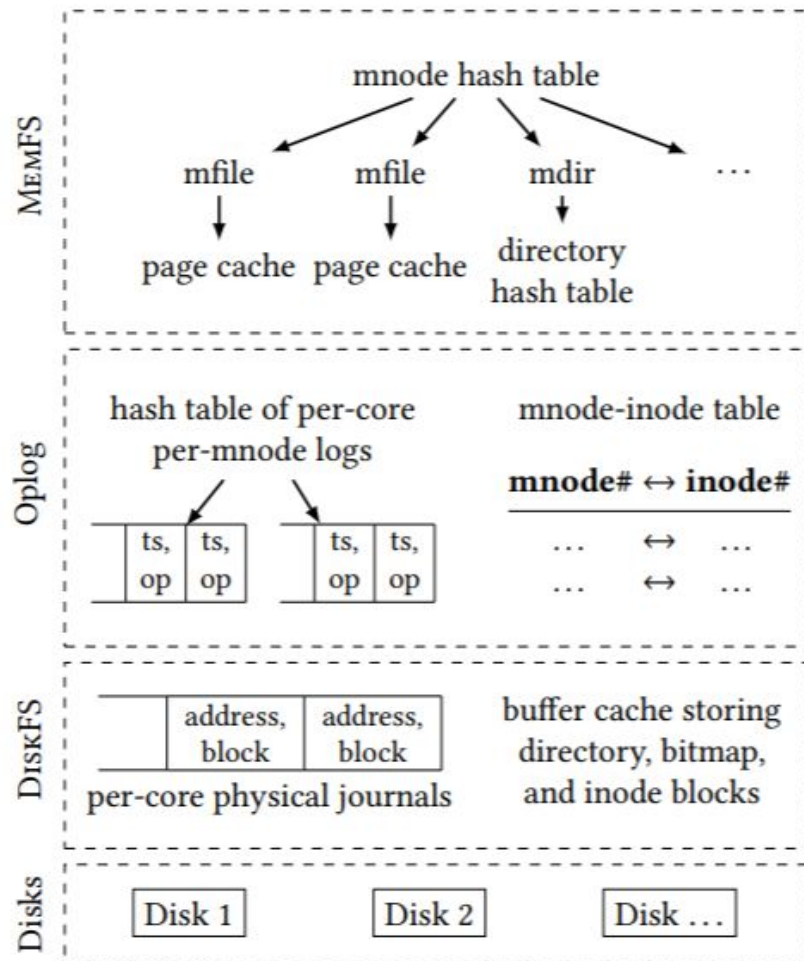 MEMFS
mnode hash table
mfile mfile mdir …
page cache page cache directory
hash table
Oplog
hash table of per-core
per-mnode logs
ts, ts, ts, ts,
op op op op
mnode-inode table
mnode# ↔ inode#
… ↔ …
… ↔ …
DISKFS
address, address,
block block
per-core physical journals
buffer cache storing
directory, bitmap,
and inode blocks
Disks
Disk 1 Disk 2 Disk …